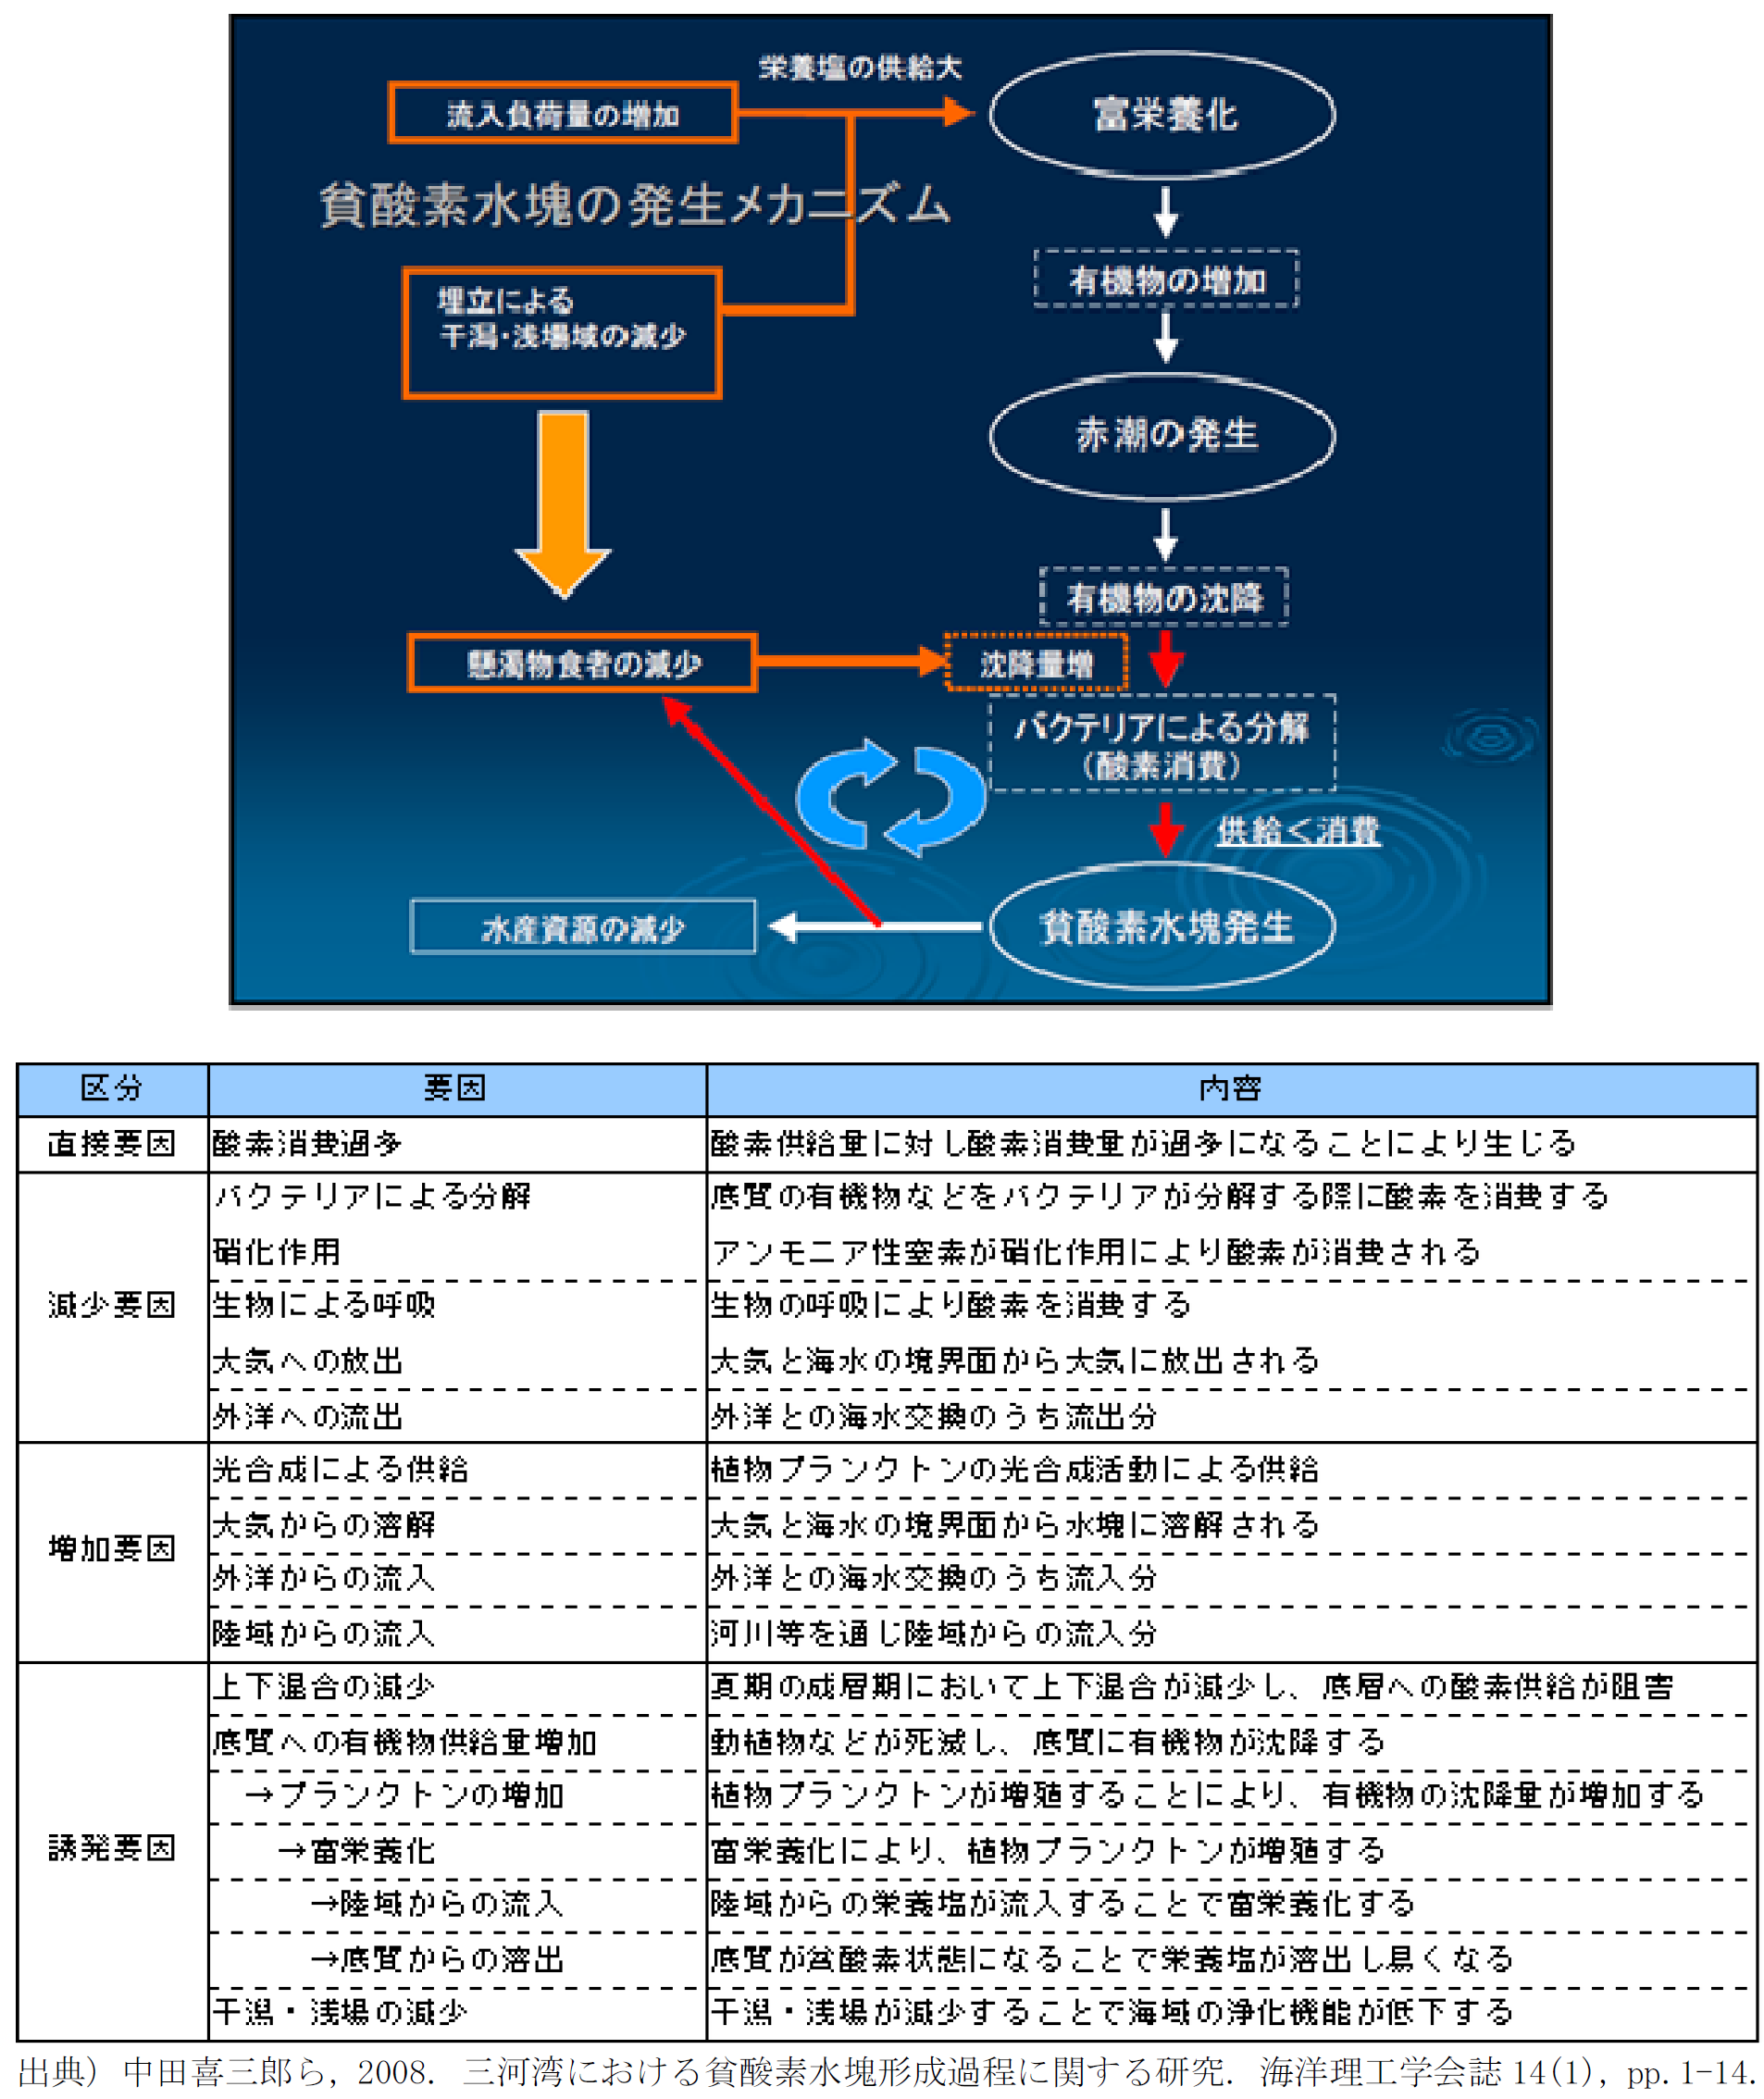 栄養塩の供給大
流入負荷量の増加
富栄養化
貧酸素水塊の発生メカニズム
有機物の増加
埋立による
干潟・浅場域の減少
赤潮の発生
有機物の沈降
懸濁物食者の減少
沈降量増
バクテリアによる分解
(酸素消費)
供給<消費
水産資源の減少
貧酸素水塊発生
区分 要因 内容
直接要因 酸素消費過多 酸素供給量に対し酸素消費量が過多になることにより生じる
減少要因
バクテリアによる分解 底質の有機物などをバクテリアが分解する際に酸素を消費する
硝化作用 アンモニア性窒素が硝化作用により酸素が消費される
生物による呼吸 生物の呼吸により酸素を消費する
大気への放出 大気と海水の境界面から大気に放出される
外洋への流出 外洋との海水交換のうち流出分
増加要因
光合成による供給 植物プランクトンの光合成活動による供給
大気からの溶解 大気と海水の境界面から水塊に溶解される
外洋からの流入 外洋との海水交換のうち流入分
陸域からの流入 河川等を通じ陸域からの流入分
誘発要因
上下混合の減少 夏期の成層期において上下混合が減少し、底層への酸素供給が阻害
底質への有機物供給量増加 動植物などが死滅し、底質に有機物が沈降する
→プランクトンの増加 植物プランクトンが増殖することにより、有機物の沈降量が増加する
→富栄養化 富栄養化により、植物プランクトンが増殖する
→陸域からの流入 陸域からの栄養塩が流入することで富栄養化する
→底質からの溶出 底質が貧酸素状態になることで栄養塩が溶出し易くなる
干潟・浅場の減少 干潟・浅場が減少することで海域の浄化機能が低下する
出典）中田喜三郎ら, 2008. 三河湾における貧酸素水塊形成過程に関する研究. 海洋理工学会誌 14(1), pp.1-14.